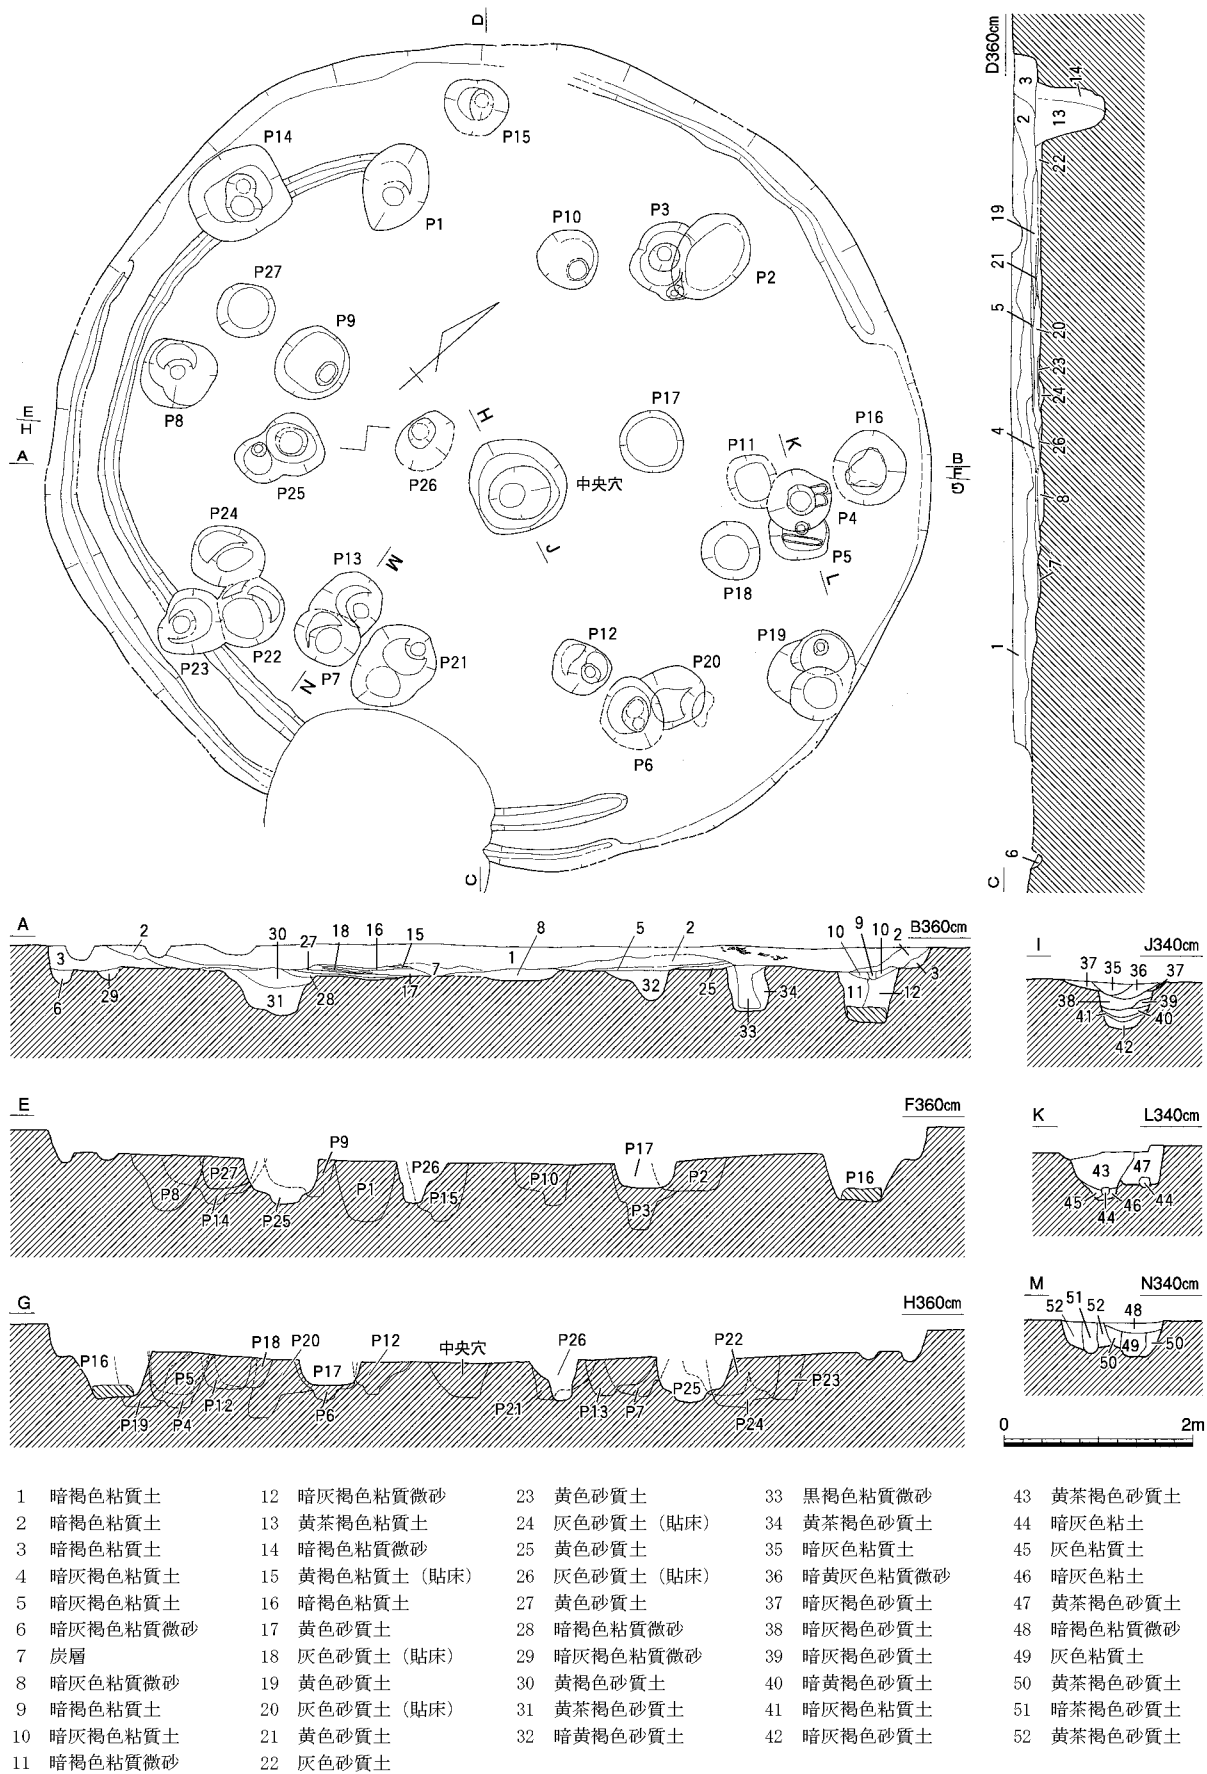 D
P14
P15
P1
P10
P3
P2
P27
P9
P8
P17
H
K
P16
P11
P25
P26
中央穴
P4
P5
P18
J
L
E
H
A
B
F
G
P24
P13
M
P23
P22
P7
N
P21
P12
P20
P19
P6
C
D360cm
3
14
2
13
22
19
21
5
20
23
24
4
26
8
7
1
6
C
A
B360cm
2
30
27
18
16
15
8
5
2
9
10
10
2
3
7
1
3
6
29
31
28
17
32
25
34
33
11
12
I
J340cm
37
35
36
37
38
39
41
40
42
E
F360cm
P9
P17
P27
P26
P2
P8
P14
P25
P1
P15
P10
P3
P16
K
L340cm
43
47
45
46
44
44
G
H360cm
P16
P18
P20
P12
中央穴
P26
P22
P5
P17
P25
P23
P19
P4
P12
P6
P21
P13
P7
P24
M
N340cm
52
51
52
48
49
50
50
0
2m
1 暗褐色粘質土
2 暗褐色粘質土
3 暗褐色粘質土
4 暗灰褐色粘質土
5 暗灰褐色粘質土
6 暗灰褐色粘質微砂
7 炭層
8 暗灰色粘質微砂
9 暗褐色粘質土
10 暗灰褐色粘質土
11 暗褐色粘質微砂
12 暗灰褐色粘質微砂
13 黄茶褐色粘質土
14 暗褐色粘質微砂
15 黄褐色粘質土（貼床）
16 暗褐色粘質土
17 黄色砂質土
18 灰色砂質土（貼床）
19 黄色砂質土
20 灰色砂質土（貼床）
21 黄色砂質土
22 灰色砂質土
23 黄色砂質土
24 灰色砂質土（貼床）
25 黄色砂質土
26 灰色砂質土（貼床）
27 黄色砂質土
28 暗褐色粘質微砂
29 暗灰褐色粘質微砂
30 黄褐色砂質土
31 黄茶褐色砂質土
32 暗黄褐色砂質土
33 黒褐色粘質微砂
34 黄茶褐色砂質土
35 暗灰色粘質土
36 暗黄灰色粘質微砂
37 暗灰褐色砂質土
38 暗灰褐色砂質土
39 暗灰褐色砂質土
40 暗黄褐色砂質土
41 暗灰褐色粘質土
42 暗灰褐色砂質土
43 黄茶褐色砂質土
44 暗灰色粘土
45 灰色粘質土
46 暗灰色粘土
47 黄茶褐色砂質土
48 暗褐色粘質微砂
49 灰色粘質土
50 黄茶褐色砂質土
51 暗茶褐色砂質土
52 黄茶褐色砂質土